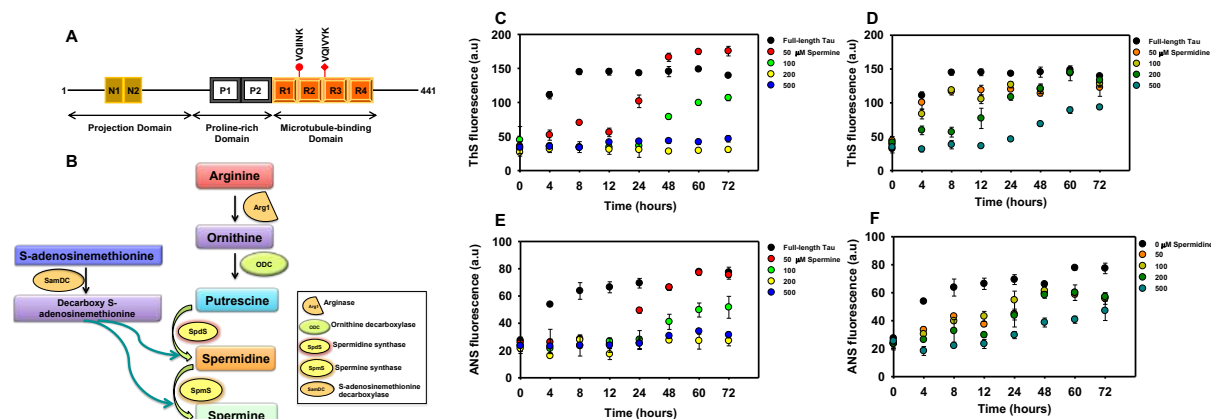 A
VQIINK
VQIVYK
1
N1 N2
P1 P2
R1 R2 R3 R4
441
Projection Domain
Proline-rich
Domain
Microtubule-binding
Domain
B
Arginine
Arg1
Ornithine
S-adenosinemethionine
ODC
SamDC
Putrescine
Decarboxy S-
adenosinemethionine
SpdS
Spermidine
SpmS
Spermine
Arg1 Arginase
ODC Ornithine decarboxylase
SpdS Spermidine synthase
SpmS Spermine synthase
SamDC S-adenosinemethionine
decarboxylase
C
ThS fluorescence (a.u)
200
150
100
50
0
0 4 8 12 24 48 60 72
Time (hours)
Full-length Tau
50 µM Spermine
100
200
500
D
ThS fluorescence (a.u)
200
150
100
50
0
0 4 8 12 24 48 60 72
Time (hours)
Full-length Tau
50 µM Spermidine
100
200
500
E
ANS fluorescence (a.u)
100
80
60
40
20
0
0 4 8 12 24 48 60 72
Time (hours)
Full-length Tau
50 µM Spermine
100
200
500
F
ANS fluorescence (a.u)
100
80
60
40
20
0
0 4 8 12 24 48 60 72
Time (hours)
0 µM Spermidine
50
100
200
500